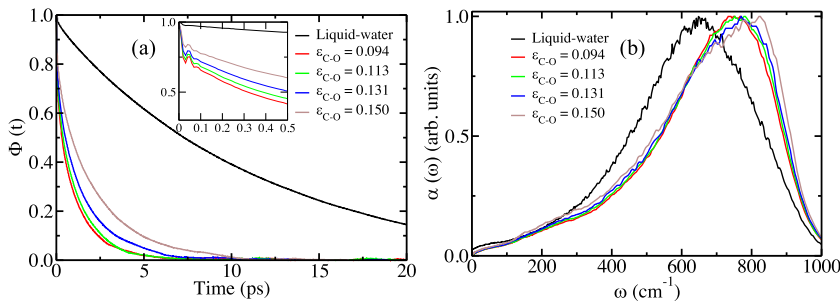 (a)
Φ (t)
1.0
0.8
0.6
0.4
0.2
0.0
0
5
10
15
20
Time (ps)
1
0.5
0
0.1
0.2
0.3
0.4
0.5
Liquid-water
ε_C-O = 0.094
ε_C-O = 0.113
ε_C-O = 0.131
ε_C-O = 0.150
(b)
α (ω) (arb. units)
1.0
0.5
0.0
0
200
400
600
800
1000
ω (cm⁻¹)
Liquid-water
ε_C-O = 0.094
ε_C-O = 0.113
ε_C-O = 0.131
ε_C-O = 0.150